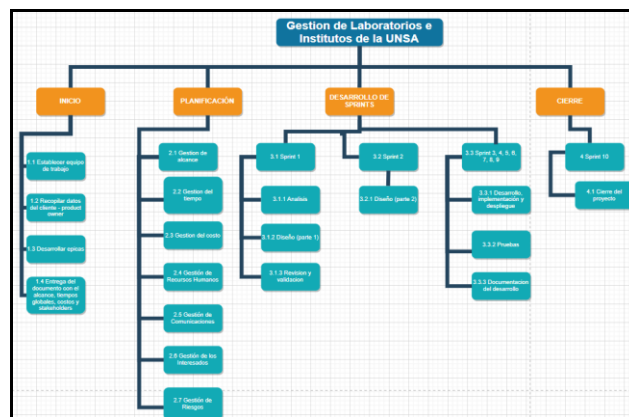 Gestion de Laboratorios e
Institutos de la UNSA
INICIO
PLANIFICACIÓN
DESARROLLO DE
SPRINTS
CIERRE
1.1 Establecer equipo
de trabajo
1.2 Recopilar datos
del cliente - product
owner
1.3 Desarrollar epicas
1.4 Entrega del
documento con el
alcance, tiempos
globales, costos y
stakeholders
2.1 Gestion de
alcance
2.2 Gestion del
tiempo
2.3 Gestion del costo
2.4 Gestión de
Recursos Humanos
2.5 Gestión de
Comunicaciones
2.6 Gestión de los
Interesados
2.7 Gestión de
Riesgos
3.1 Sprint 1
3.1.1 Analisis
3.1.2 Diseño (parte 1)
3.1.3 Revision y
validacion
3.2 Sprint 2
3.2.1 Diseño (parte 2)
3.3 Sprint 3, 4, 5, 6,
7, 8, 9
3.3.1 Desarrollo,
implementación y
despliegue
3.3.2 Pruebas
3.3.3 Documentacion
del desarrollo
4 Sprint 10
4.1 Cierre del
proyecto